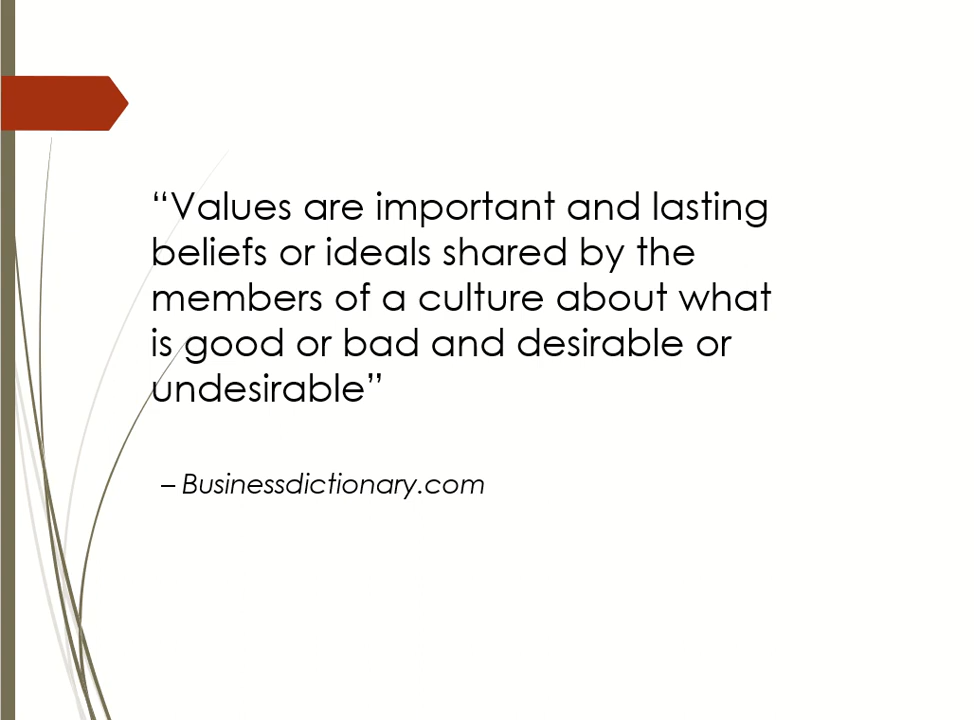 “Values are important and lasting
beliefs or ideals shared by the
members of a culture about what
is good or bad and desirable or
undesirable”
– Businessdictionary.com